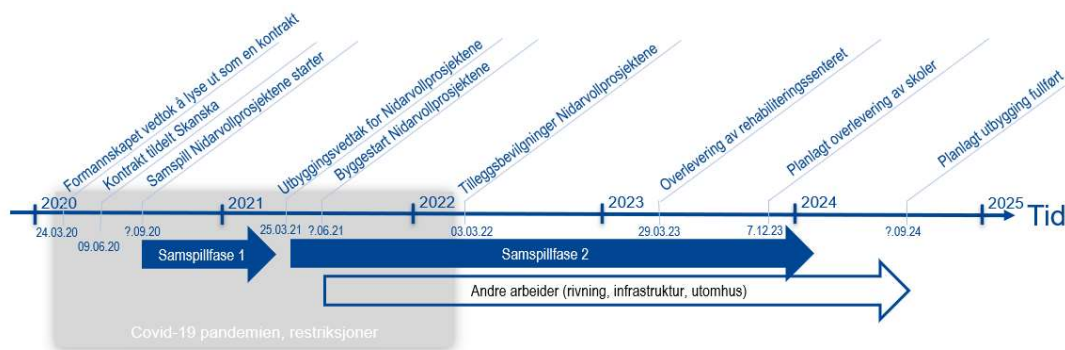 Formannskapet vedtok å lyse ut som en kontrakt
Kontrakt tildelt Skanska
Samspill Nidarvollprosjektene starter
Utbyggingsvedtak for Nidarvollprosjektene
Byggestart Nidarvollprosjektene
Tilleggsbevilgninger Nidarvollprosjektene
Overlevering av rehabiliteringssenteret
Planlagt overlevering av skoler
Planlagt utbygging fullført
2020
2021
2022
2023
2024
2025
Tid
24.03.20
09.06.20
?.09.20
25.03.21
?.06.21
03.03.22
29.03.23
7.12.23
?.09.24
Samspillfase 1
Samspillfase 2
Andre arbeider (rivning, infrastruktur, utomhus)
Covid-19 pandemien, restriksjoner